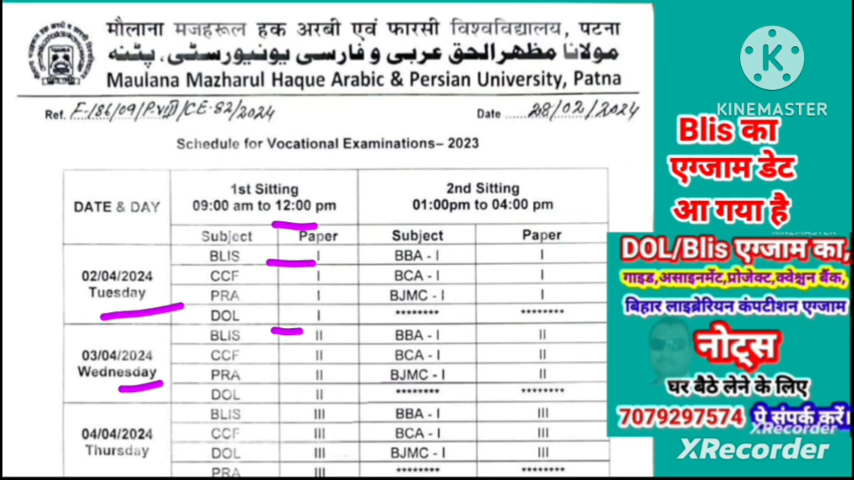 मौलाना मजहरूल हक अरबी एवं फारसी विश्वविद्यालय, पटना
مولانا مظہر الحق عربی و فارسی یونیورسٹی، پٹنہ
Maulana Mazharul Haque Arabic & Persian University, Patna
Ref. F/86/09/P.VIII/CE-82/2024 Date 28/02/2024
Schedule for Vocational Examinations– 2023
DATE & DAY 1st Sitting 09:00 am to 12:00 pm 2nd Sitting 01:00pm to 04:00 pm
Subject Paper Subject Paper
02/04/2024 Tuesday
BLIS I BBA - I I
CCF I BCA - I I
PRA I BJMC - I I
DOL I ******** ********
03/04/2024 Wednesday
BLIS II BBA - I II
CCF II BCA - I II
PRA II BJMC - I II
DOL II ******** ********
04/04/2024 Thursday
BLIS III BBA - I III
CCF III BCA - I III
DOL III BJMC - I III
PRA III ******** ********
K
KINEMASTER
Blis का
एग्जाम डेट
आ गया है
KINEMASTER
DOL/Blis एग्जाम का,
गाइड,असाइनमेंट,प्रोजेक्ट,क्वेश्चन बैंक,
बिहार लाइब्रेरियन कंपटीशन एग्जाम
नोट्स
घर बैठे लेने के लिए
7079297574 पे संपर्क करें।
XRecorder
XRecorder